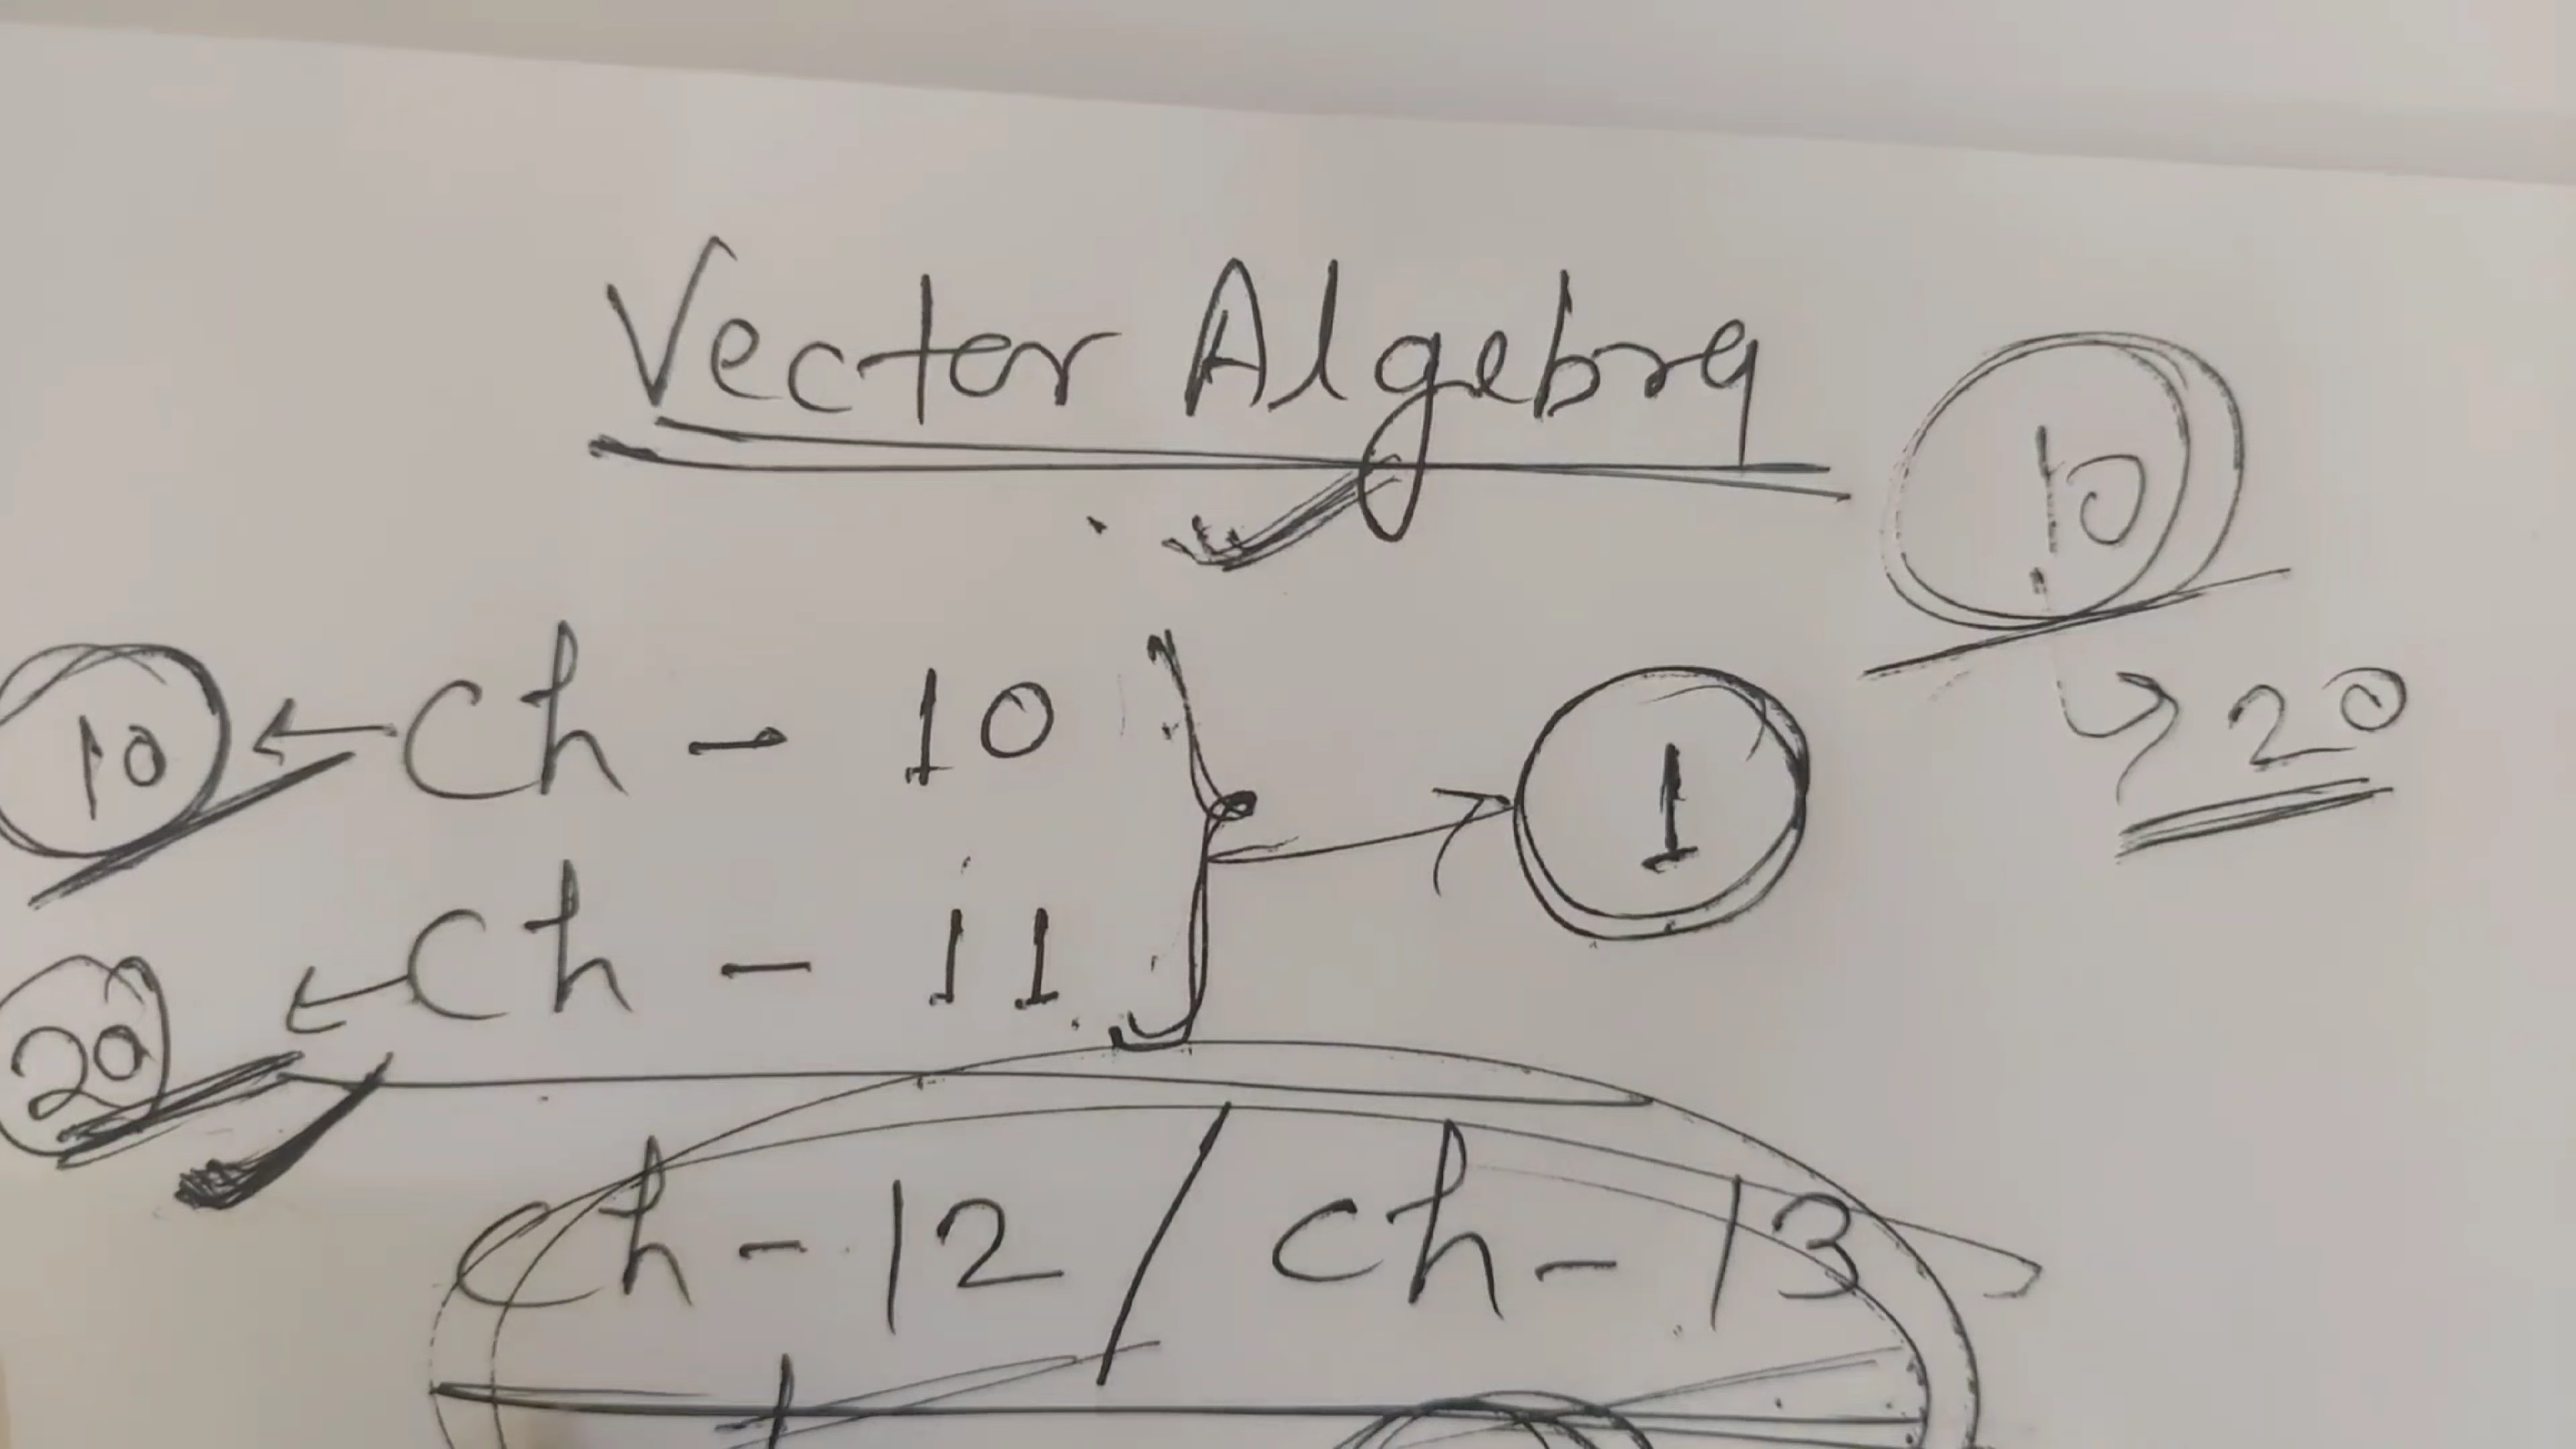 Vector Algebra
10
10 ← Ch - 10
1
20
20 ← Ch - 11
Ch - 12 / Ch - 13